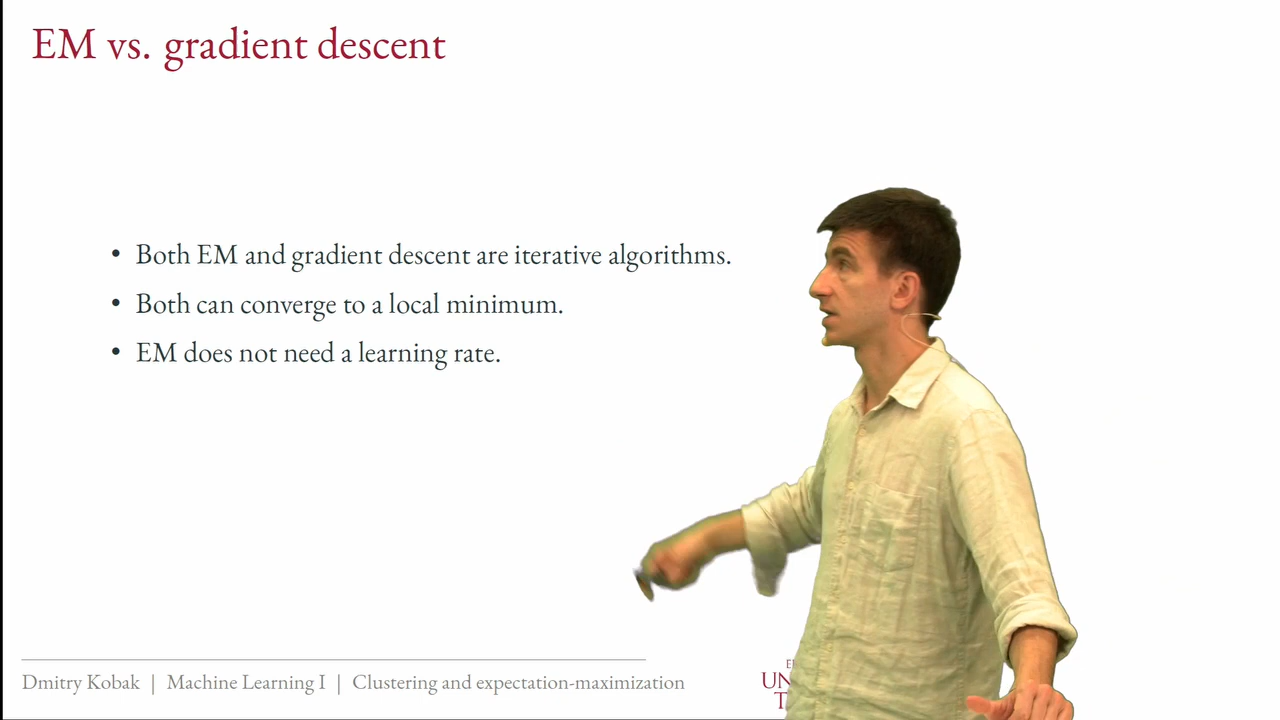 EM vs. gradient descent
• Both EM and gradient descent are iterative algorithms.
• Both can converge to a local minimum.
• EM does not need a learning rate.
Dmitry Kobak | Machine Learning I | Clustering and expectation-maximization